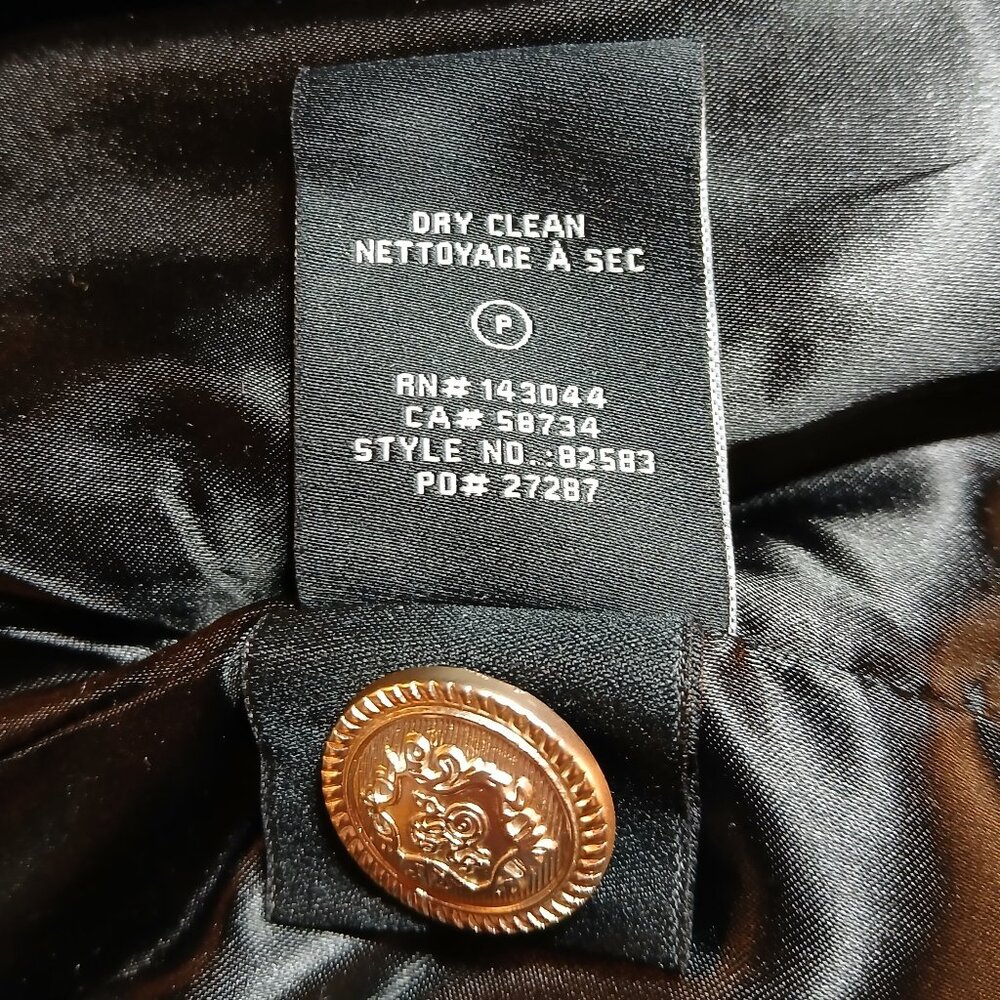 DRY CLEAN
NETTOYAGE À SEC
P
RN# 143044
CA# 58734
STYLE NO.:82583
PO# 27287